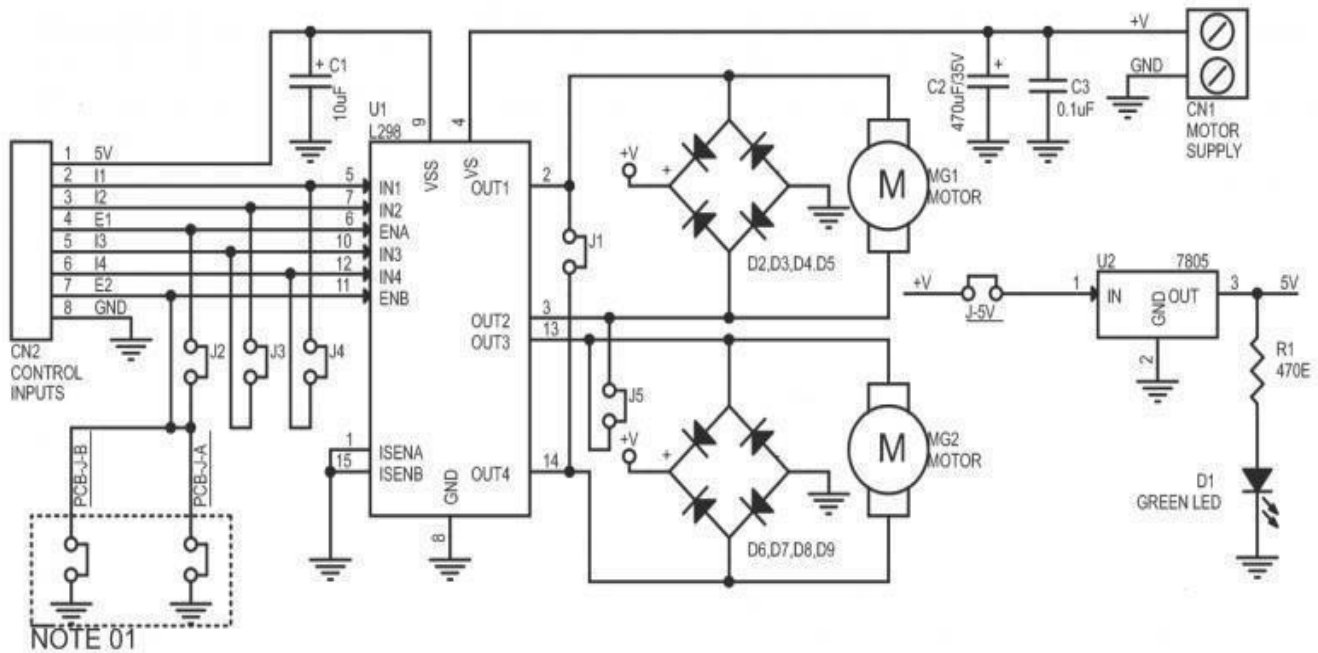 +V
GND
CN1
MOTOR
SUPPLY
C2
470uF/35V
+
C3
0.1uF
+
C1
10uF
U1
L298
9
4
VSS
VS
1 5V
2 I1
3 I2
4 E1
5 I3
6 I4
7 E2
8 GND
CN2
CONTROL
INPUTS
5 IN1
7 IN2
6 ENA
10 IN3
12 IN4
11 ENB
1 ISENA
15 ISENB
GND
8
OUT1 2
OUT2 3
OUT3 13
OUT4 14
J1
J2
J3
J4
J5
+V
+
D2,D3,D4.D5
M
MG1
MOTOR
+V
+
D6,D7,D8,D9
M
MG2
MOTOR
+V
J-5V
U2
7805
1
IN
OUT
GND
2
3
5V
R1
470E
D1
GREEN LED
PCB-J-B
PCB-J-A
NOTE 01